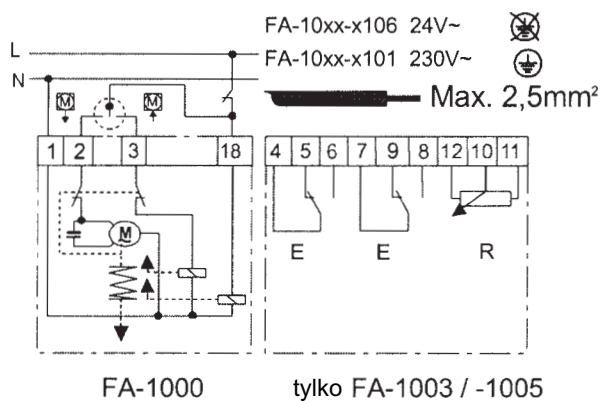 FA-10xx-x106 24V~
L
FA-10xx-x101 230V~
N
M M
Max. 2,5mm²
1 2 3 18 4 5 6 7 9 8 12 10 11
M
E E R
FA-1000 tylko FA-1003 / -1005